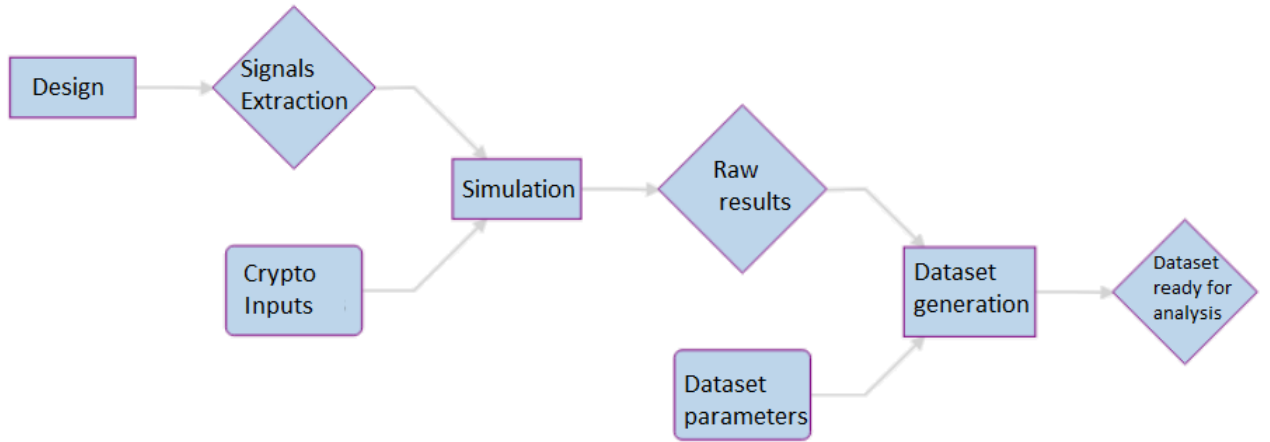 Design
Signals
Extraction
Simulation
Crypto
Inputs
Raw
results
Dataset
generation
Dataset
parameters
Dataset
ready for
analysis